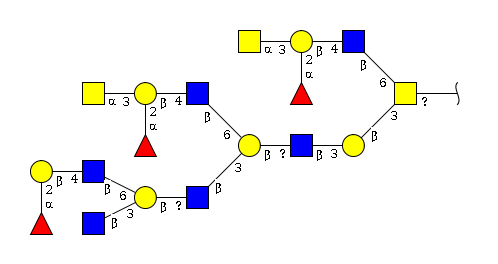 α 3 β 4
2 α β
6 ?
α 3 β 4 3
2 α β β
6
β ? β 3
3
β 4 β
2 α β 6 β ?
3
β